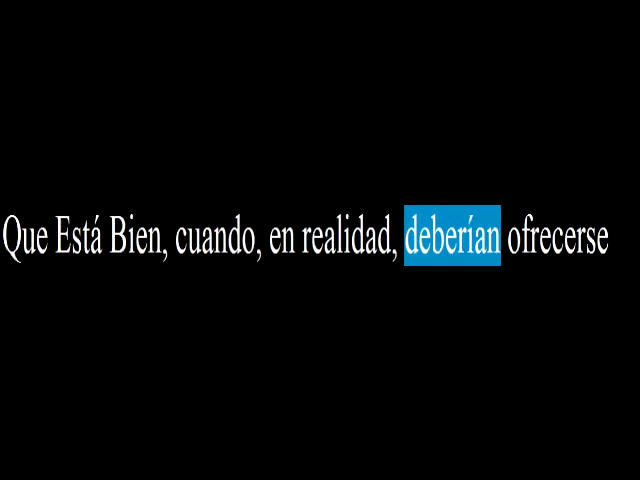 Que Está Bien, cuando, en realidad, deberían ofrecerse